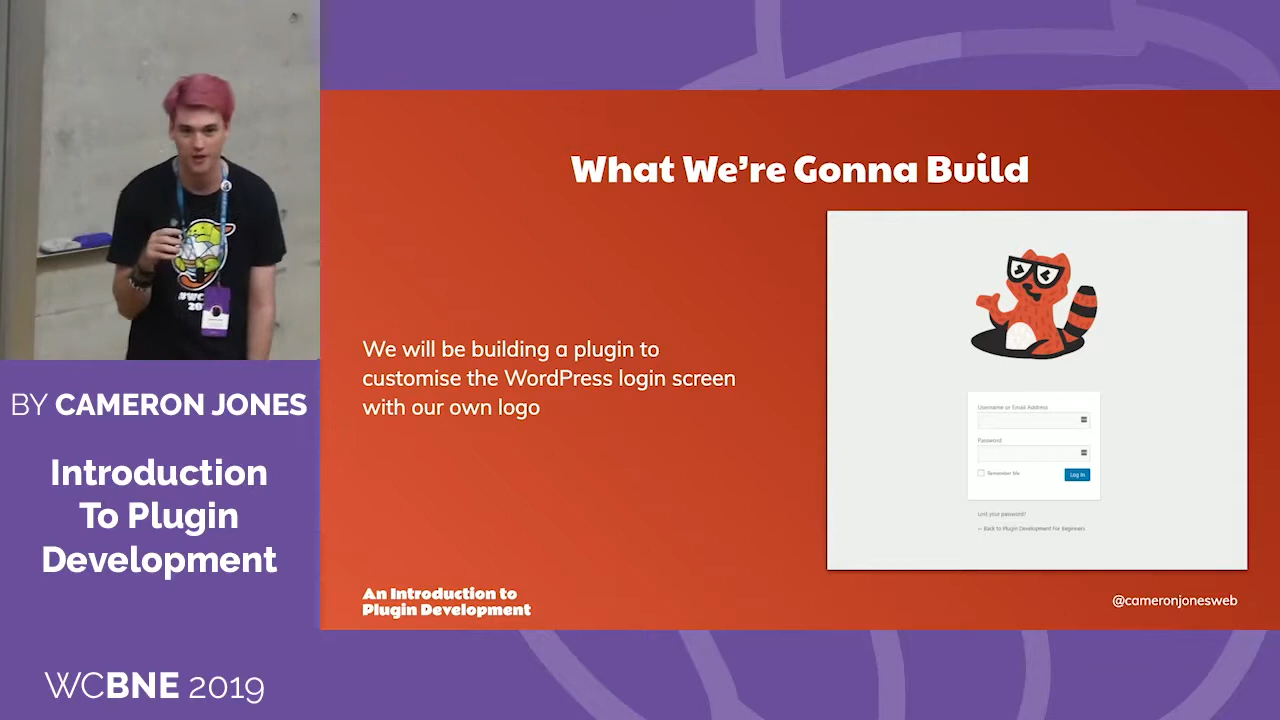 BY CAMERON JONES
Introduction
To Plugin
Development
WCBNE 2019
What We're Gonna Build
We will be building a plugin to
customise the WordPress login screen
with our own logo
Username or Email Address
Password
Remember Me
Log In
Lost your password?
← Back to Plugin Development For Beginners
An Introduction to
Plugin Development
@cameronjonesweb